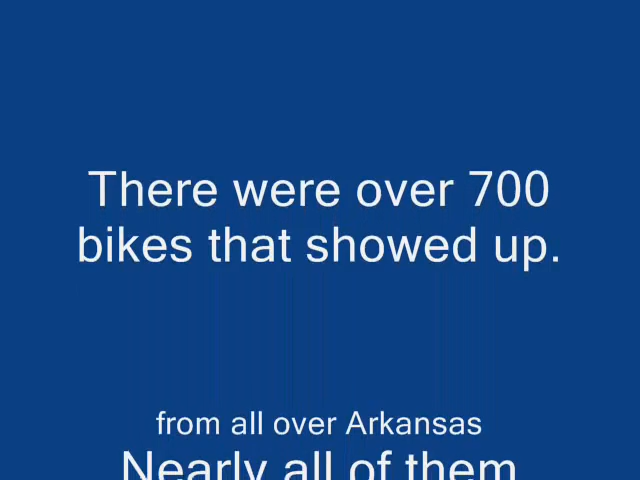 There were over 700
bikes that showed up.
from all over Arkansas
Nearly all of them